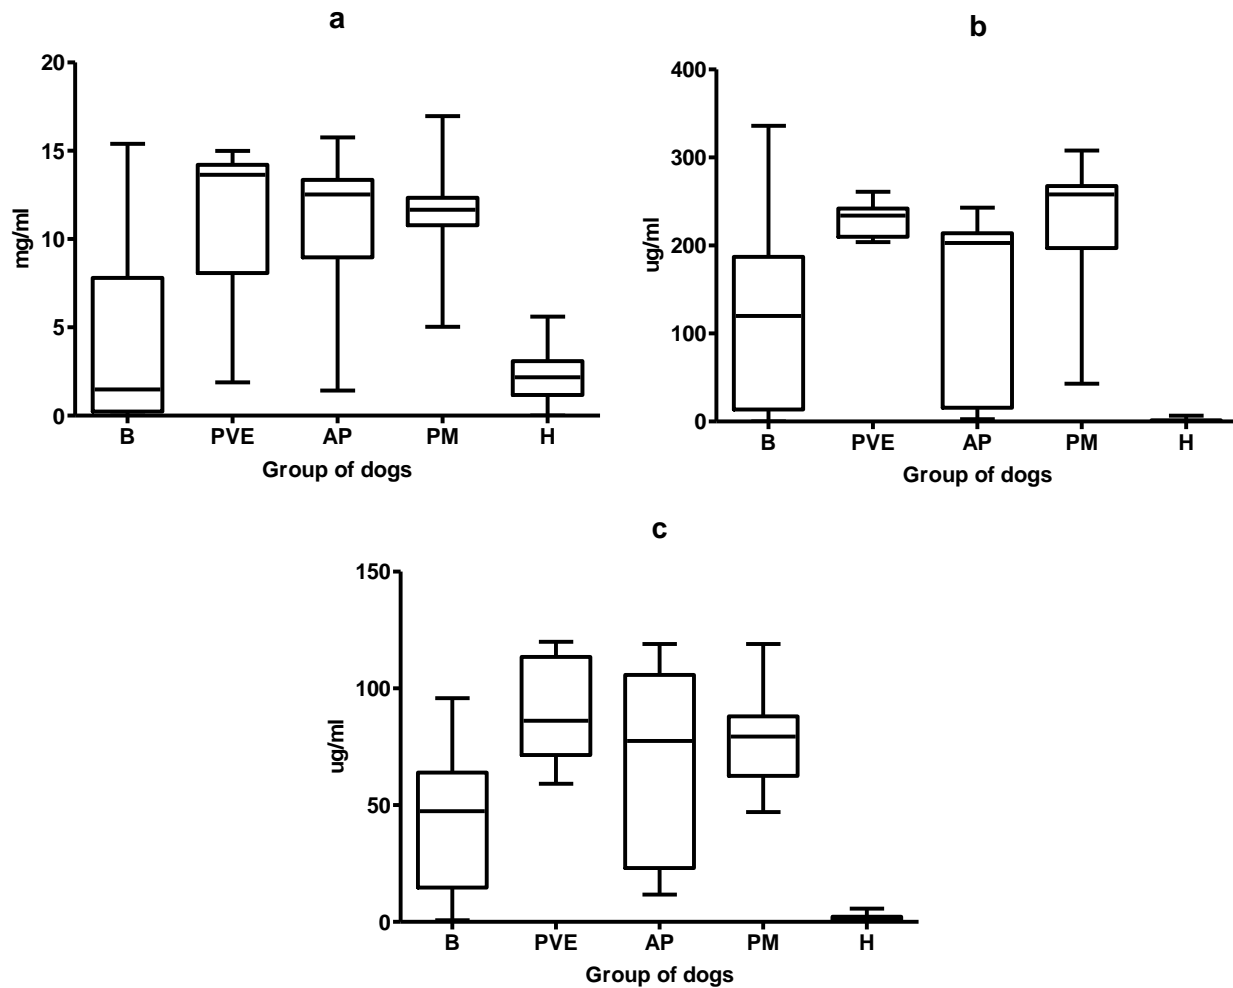 a
20
15
10
5
0
mg/ml
B PVE AP PM H
Group of dogs
b
400
300
200
100
0
ug/ml
B PVE AP PM H
Group of dogs
c
150
100
50
0
ug/ml
B PVE AP PM H
Group of dogs